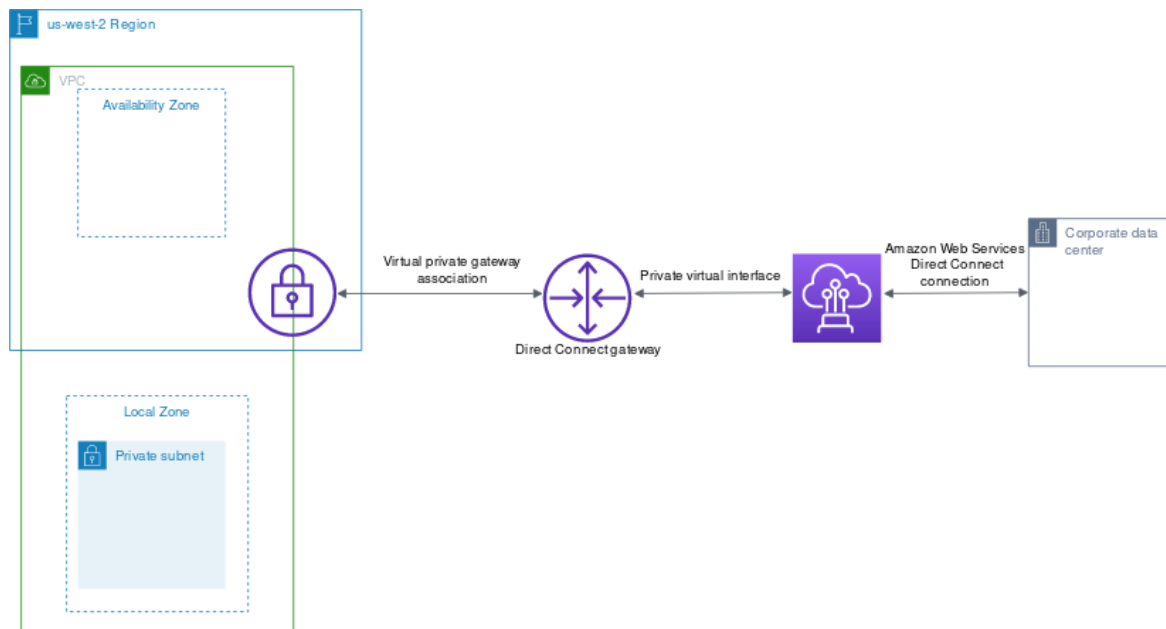 us-west-2 Region
VPC
Availability Zone
Virtual private gateway
association
Direct Connect gateway
Private virtual interface
Amazon Web Services
Direct Connect
connection
Corporate data
center
Local Zone
Private subnet